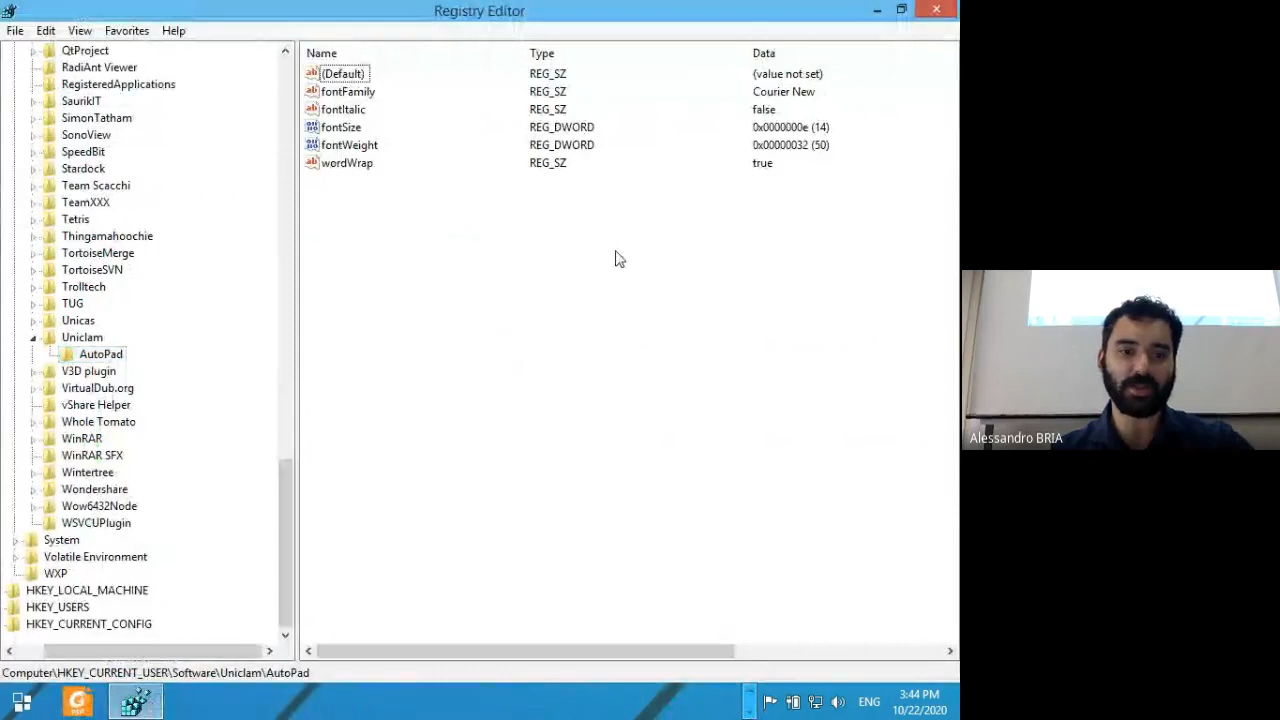 Registry Editor
File Edit View Favorites Help
QtProject
RadiAnt Viewer
RegisteredApplications
SaurikIT
SimonTatham
SonoView
SpeedBit
Stardock
Team Scacchi
TeamXXX
Tetris
Thingamahoochie
TortoiseMerge
TortoiseSVN
Trolltech
TUG
Unicas
Uniclam
AutoPad
V3D plugin
VirtualDub.org
vShare Helper
Whole Tomato
WinRAR
WinRAR SFX
Wintertree
Wondershare
Wow6432Node
WSVCUPlugin
System
Volatile Environment
WXP
HKEY_LOCAL_MACHINE
HKEY_USERS
HKEY_CURRENT_CONFIG
Name Type Data
(Default) REG_SZ (value not set)
fontFamily REG_SZ Courier New
fontItalic REG_SZ false
fontSize REG_DWORD 0x0000000e (14)
fontWeight REG_DWORD 0x00000032 (50)
wordWrap REG_SZ true
Computer\HKEY_CURRENT_USER\Software\Uniclam\AutoPad
ENG
3:44 PM
10/22/2020
Alessandro BRIA